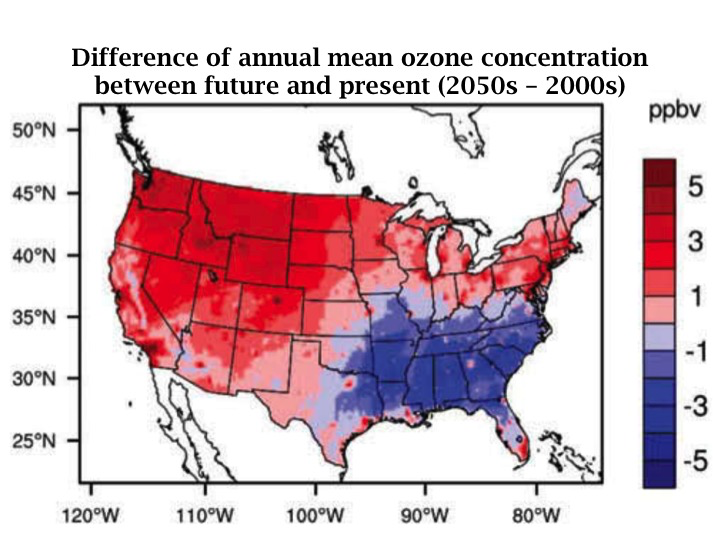 Difference of annual mean ozone concentration
between future and present (2050s – 2000s)
ppbv
50°N
45°N
40°N
35°N
30°N
25°N
5
3
1
-1
-3
-5
120°W 110°W 100°W 90°W 80°W